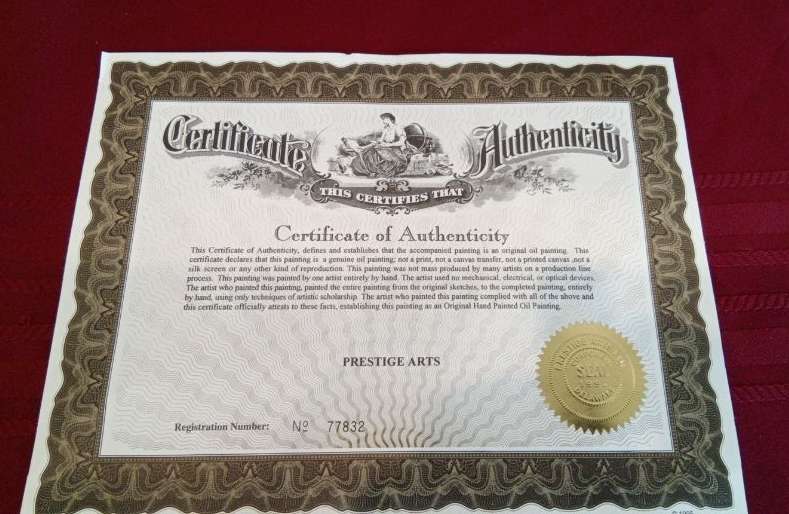 Certificate Authenticity
THIS CERTIFIES THAT
Certificate of Authenticity
This Certificate of Authenticity, defines and establishes that the accompanied painting is an original oil painting. This
certificate declares that this painting is a genuine oil painting; not a print, not a canvas transfer, not a printed canvas ,not a
silk screen or any other kind of reproduction. This painting was not mass produced by many artists on a production line
process. This painting was painted by one artist entirely by hand. The artist used no mechanical, electrical, or optical devices.
The artist who painted this painting, painted the entire painting from the original sketches, to the completed painting, entirely
by hand, using only techniques of artistic scholarship. The artist who painted this painting complied with all of the above and
this certificate officially attests to these facts, establishing this painting as an Original Hand Painted Oil Painting.
PRESTIGE ARTS
PRESTIGE
SEAL
DELAWARE
Registration Number: Nº 77832